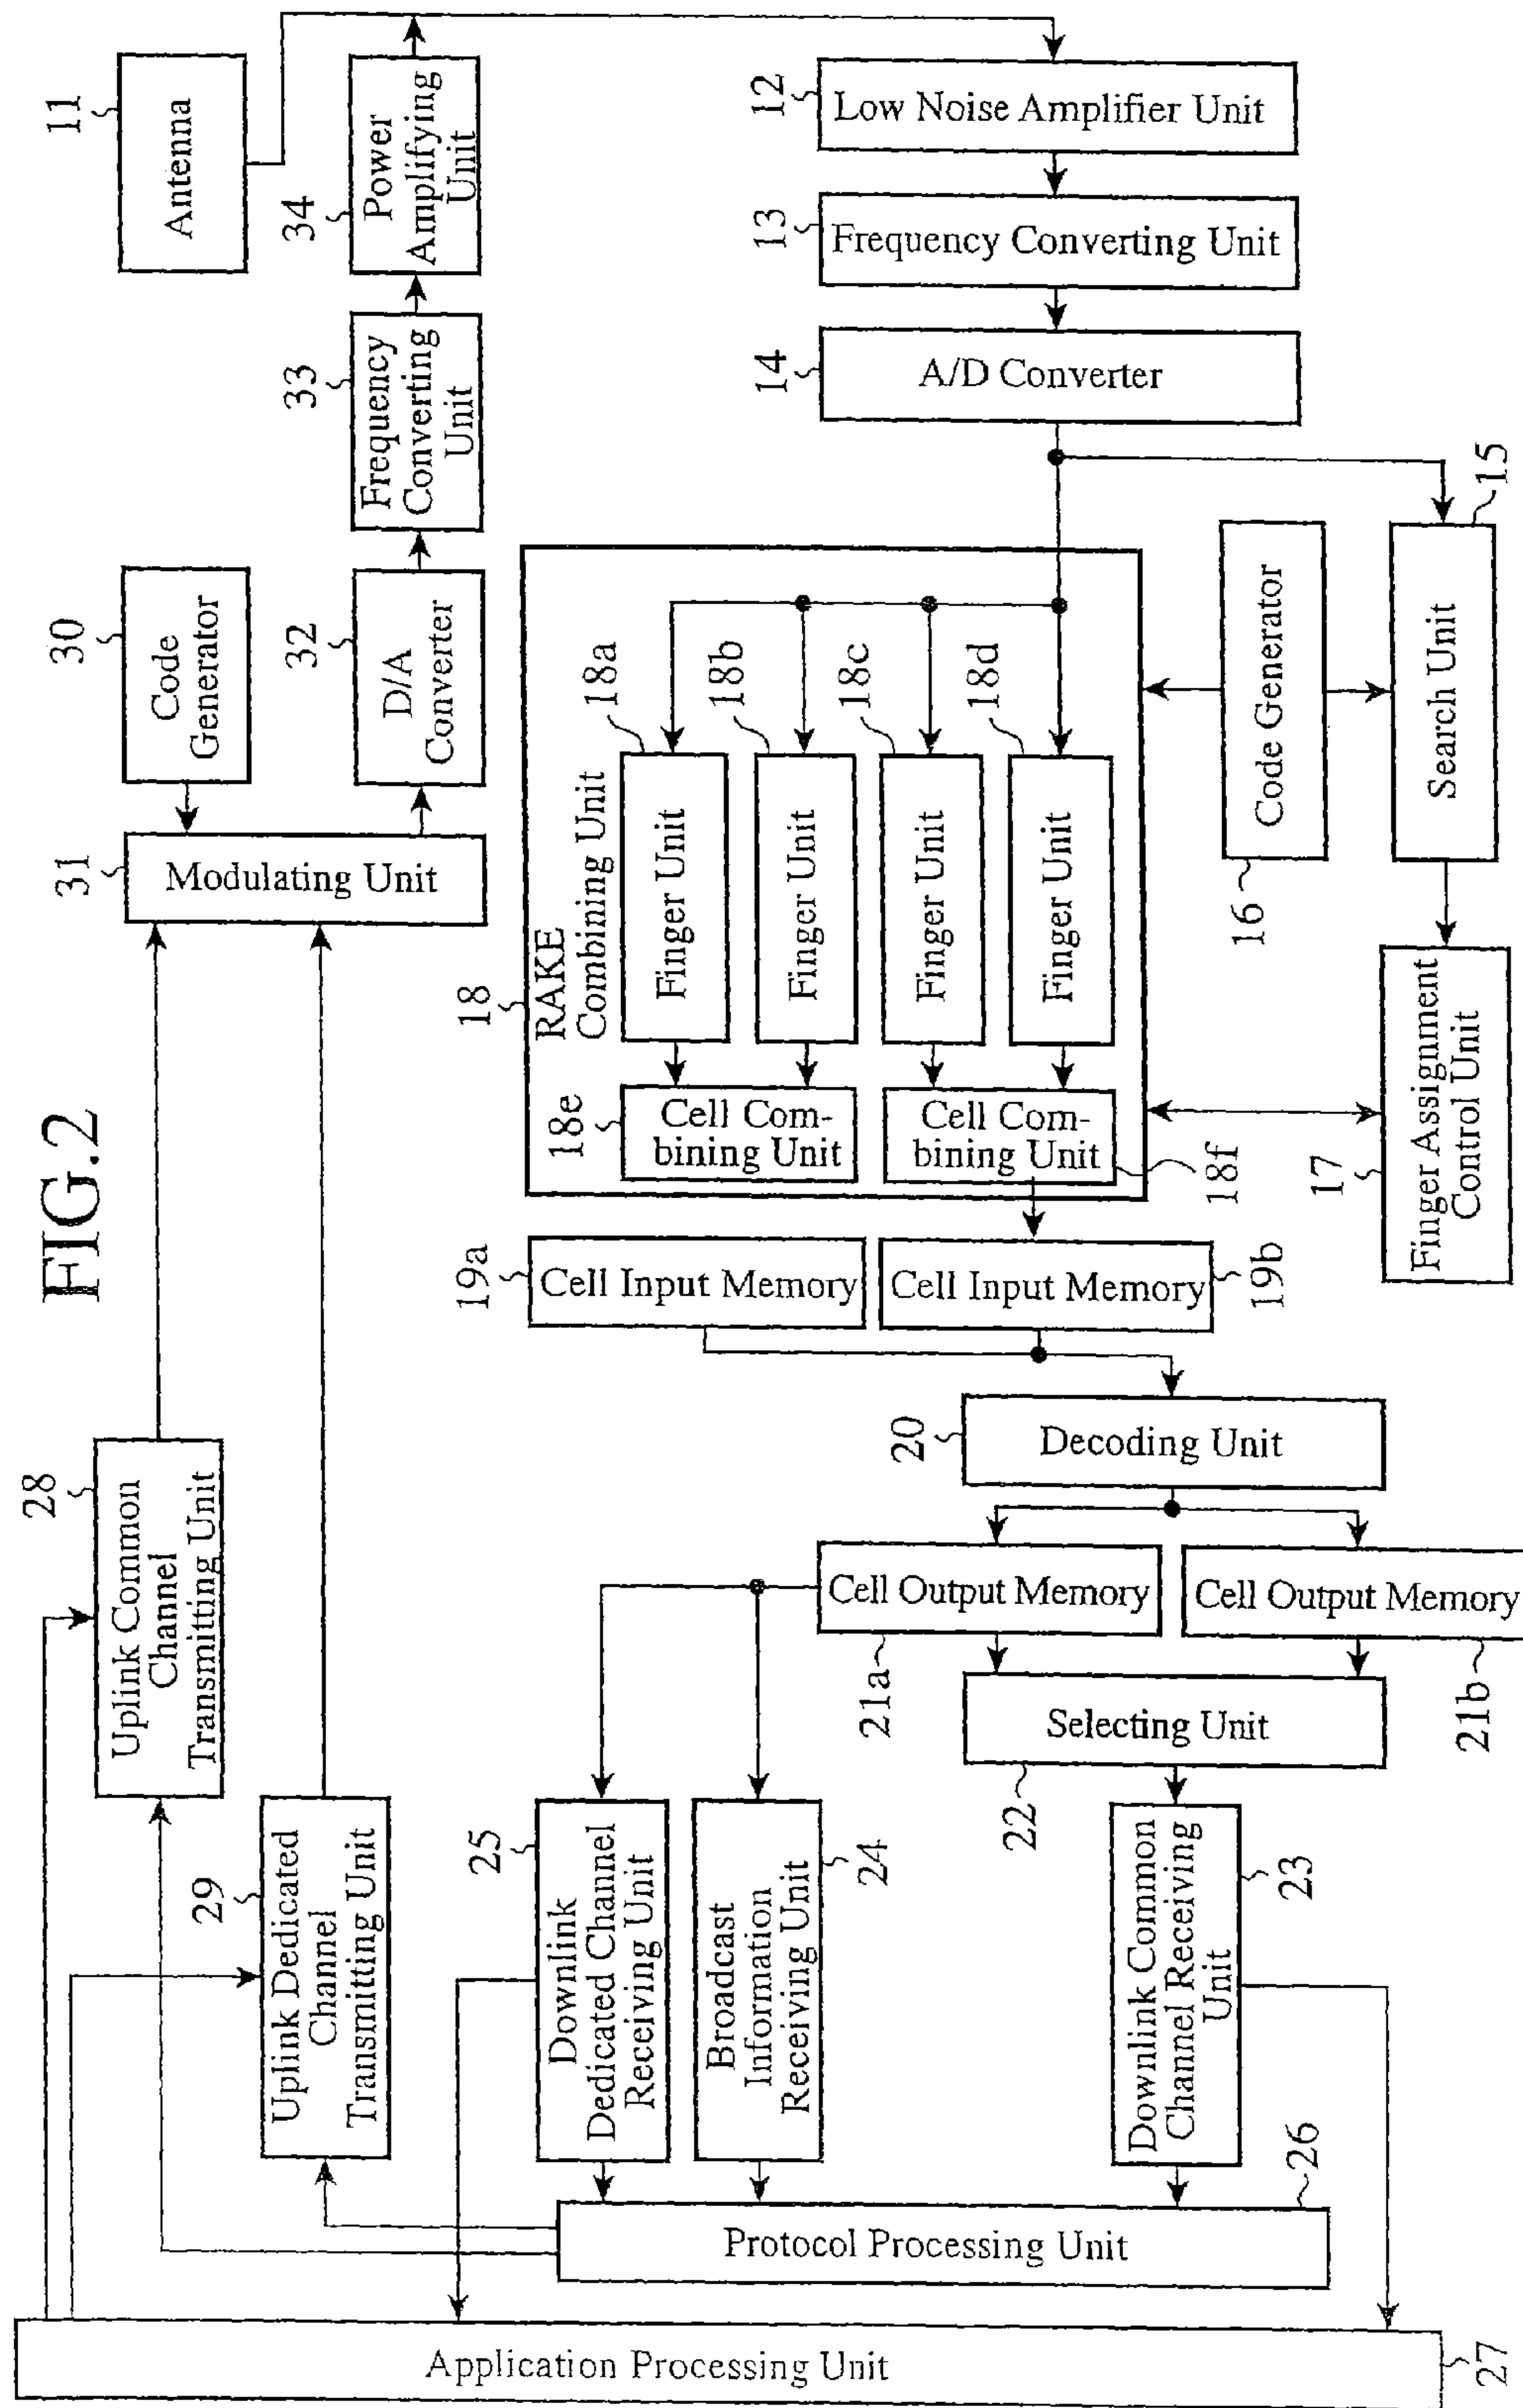 FIG.2
11
Antenna
34
Power
Amplifying
Unit
33
Frequency
Converting
Unit
32
D/A
Converter
30
Code
Generator
31
Modulating Unit
28
Uplink Common
Channel
Transmitting Unit
29
Uplink Dedicated
Channel
Transmitting Unit
12
Low Noise Amplifier Unit
13
Frequency Converting Unit
14
A/D Converter
15
Search Unit
16
Code Generator
17
Finger Assignment
Control Unit
18
RAKE
Combining Unit
18a
Finger Unit
18b
Finger Unit
18c
Finger Unit
18d
Finger Unit
18e
Cell Com-
bining Unit
Cell Com-
bining Unit
18f
19a
Cell Input Memory
Cell Input Memory
19b
20
Decoding Unit
Cell Output Memory
21a
Cell Output Memory
21b
Selecting Unit
22
25
Downlink
Dedicated Channel
Receiving Unit
Broadcast
Information
Receiving Unit
24
Downlink Common
Channel Receiving
Unit
23
26
Protocol Processing Unit
Application Processing Unit
27